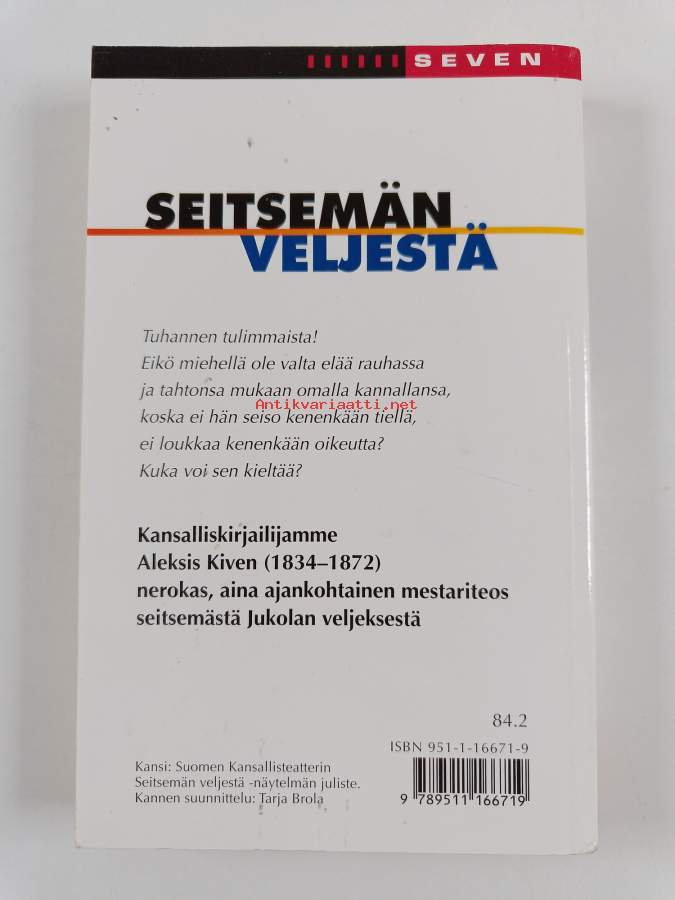 SEVEN
SEITSEMÄN
VELJESTÄ
Tuhannen tulimmaista!
Eikö miehellä ole valta elää rauhassa
ja tahtonsa mukaan omalla kannallansa,
Antikvariaatti.net
koska ei hän seiso kenenkään tiellä,
ei loukkaa kenenkään oikeutta?
Kuka voi sen kieltää?
Kansalliskirjailijamme
Aleksis Kiven (1834–1872)
nerokas, aina ajankohtainen mestariteos
seitsemästä Jukolan veljeksestä
84.2
ISBN 951-1-16671-9
Kansi: Suomen Kansallisteatterin
Seitsemän veljestä -näytelmän juliste.
Kannen suunnittelu: Tarja Brola
9 789511 166719